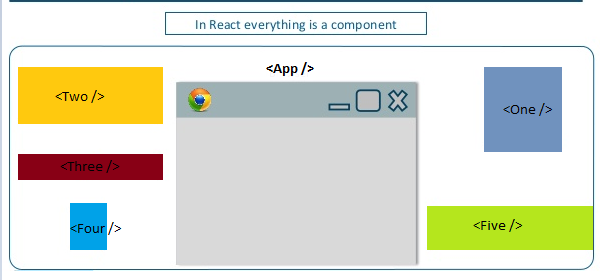 In React everything is a component
<App />
<Two />
<One />
<Three />
<Four />
<Five />